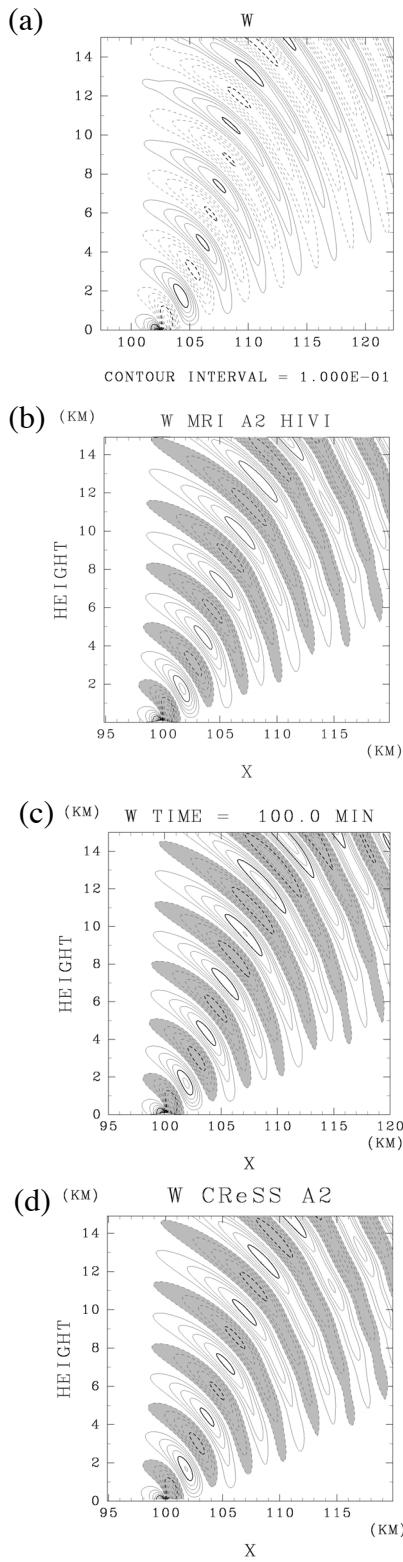 (a)
W
14
12
10
8
6
4
2
0
100 105 110 115 120
CONTOUR INTERVAL = 1.000E-01
(b) (KM) W MRI A2 HIVI
14
12
10
8
6
4
2
HEIGHT
95 100 105 110 115
(KM)
X
(c) (KM) W TIME = 100.0 MIN
14
12
10
8
6
4
2
0
HEIGHT
95 100 105 110 115 120
(KM)
X
(d) (KM) W CReSS A2
14
12
10
8
6
4
2
0
HEIGHT
95 100 105 110 115
(KM)
X